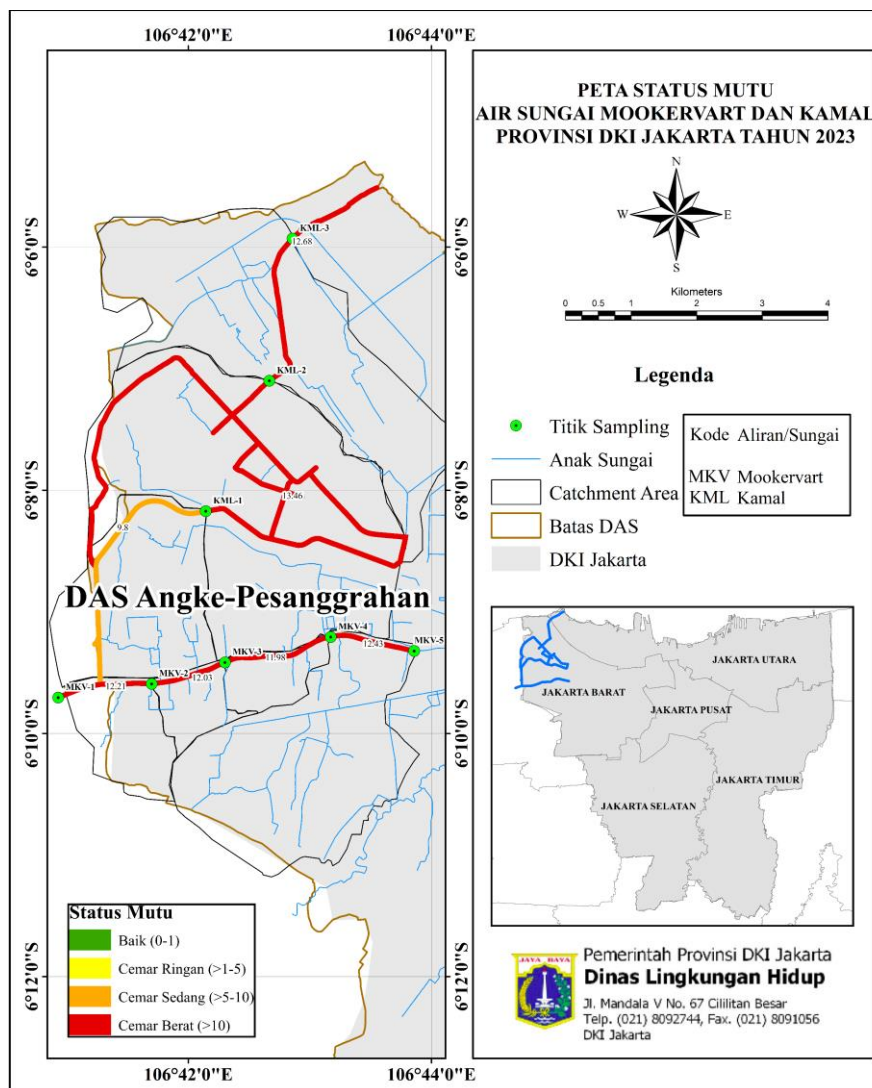 106°42'0"E
106°44'0"E
6°6'0"S
6°8'0"S
6°10'0"S
6°12'0"S
KML-3
12.68
KML-2
13.46
KML-1
9.8
DAS Angke-Pesanggrahan
MKV-4
MKV-5
12.43
MKV-3
11.98
MKV-2
12.03
MKV-1
12.21
Status Mutu
Baik (0-1)
Cemar Ringan (>1-5)
Cemar Sedang (>5-10)
Cemar Berat (>10)
106°42'0"E
106°44'0"E
6°6'0"S
6°8'0"S
6°10'0"S
6°12'0"S
PETA STATUS MUTU
AIR SUNGAI MOOKERVART DAN KAMAL
PROVINSI DKI JAKARTA TAHUN 2023
N
W
E
S
Kilometers
0 0.5 1 2 3 4
Legenda
Titik Sampling
Anak Sungai
Catchment Area
Batas DAS
DKI Jakarta
Kode Aliran/Sungai
MKV Mookervart
KML Kamal
JAKARTA UTARA
JAKARTA BARAT
JAKARTA PUSAT
JAKARTA TIMUR
JAKARTA SELATAN
JAYA RAYA
Pemerintah Provinsi DKI Jakarta
Dinas Lingkungan Hidup
Jl. Mandala V No. 67 Cililitan Besar
Telp. (021) 8092744, Fax. (021) 8091056
DKI Jakarta